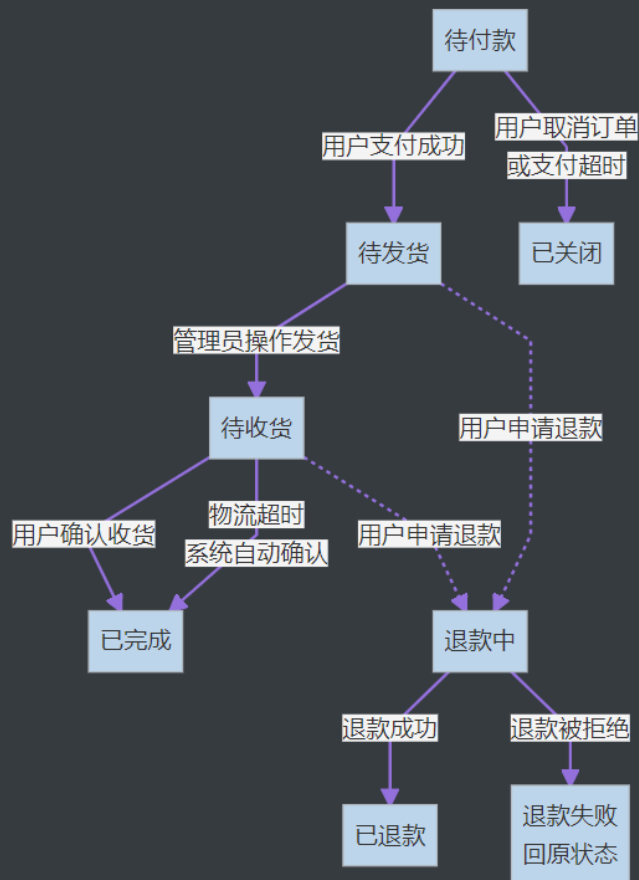 待付款
用户支付成功
用户取消订单
或支付超时
待发货
已关闭
管理员操作发货
待收货
用户申请退款
用户确认收货
物流超时
系统自动确认
用户申请退款
已完成
退款中
退款成功
退款被拒绝
已退款
退款失败
回原状态